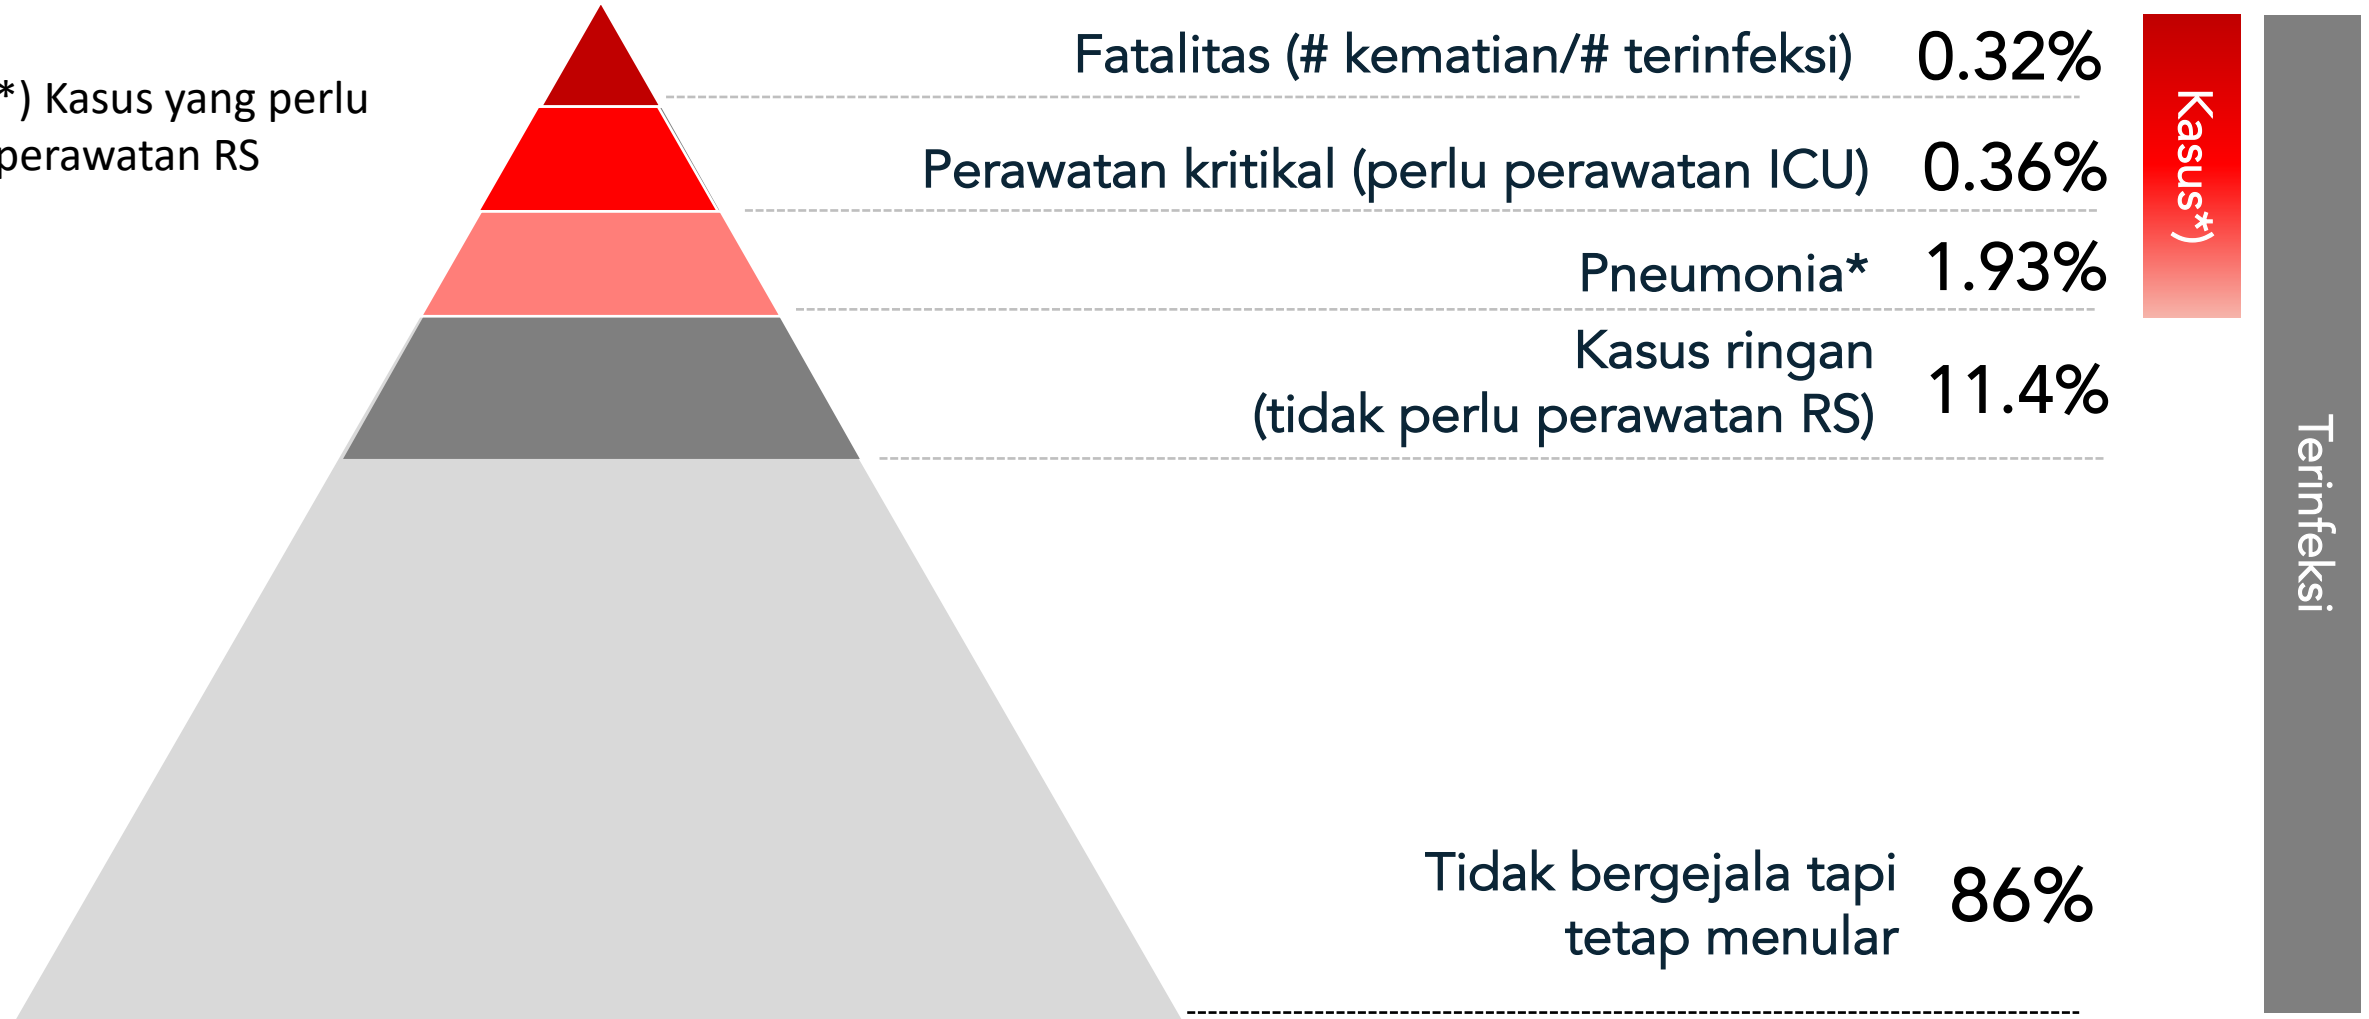 *) Kasus yang perlu
perawatan RS
Fatalitas (# kematian/# terinfeksi) 0.32%
Perawatan kritikal (perlu perawatan ICU) 0.36%
Pneumonia* 1.93%
Kasus ringan
(tidak perlu perawatan RS) 11.4%
Tidak bergejala tapi
tetap menular 86%
Kasus*)
Terinfeksi